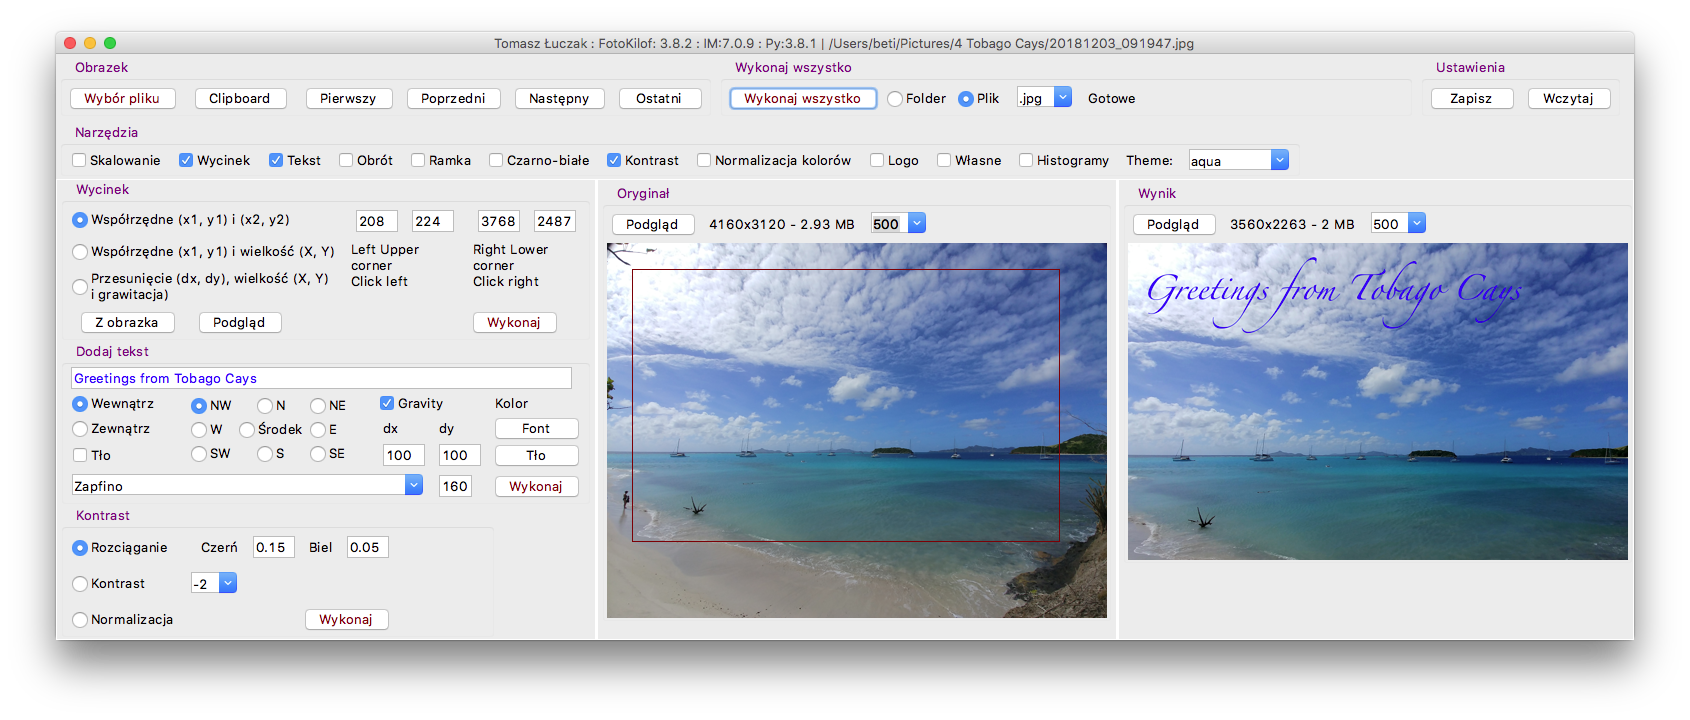 Tomasz Łuczak : FotoKilof: 3.8.2 : IM:7.0.9 : Py:3.8.1 | /Users/beti/Pictures/4 Tobago Cays/20181203_091947.jpg
Obrazek Wykonaj wszystko Ustawienia
Wybór pliku Clipboard Pierwszy Poprzedni Następny Ostatni Wykonaj wszystko Folder Plik .jpg Gotowe Zapisz Wczytaj
Narzędzia
Skalowanie Wycinek Tekst Obrót Ramka Czarno-białe Kontrast Normalizacja kolorów Logo Własne Histogramy Theme: aqua
Wycinek
Współrzędne (x1, y1) i (x2, y2) 208 224 3768 2487
Współrzędne (x1, y1) i wielkość (X, Y)
Przesunięcie (dx, dy), wielkość (X, Y)
i grawitacja)
Left Upper
corner
Click left
Right Lower
corner
Click right
Z obrazka Podgląd Wykonaj
Dodaj tekst
Greetings from Tobago Cays
Wewnątrz NW N NE Gravity Kolor
Zewnątrz W Środek E dx dy Font
Tło SW S SE 100 100 Tło
Zapfino 160 Wykonaj
Kontrast
Rozciąganie Czerń 0.15 Biel 0.05
Kontrast -2
Normalizacja Wykonaj
Oryginał
Podgląd 4160x3120 - 2.93 MB 500
Wynik
Podgląd 3560x2263 - 2 MB 500
Greetings from Tobago Cays